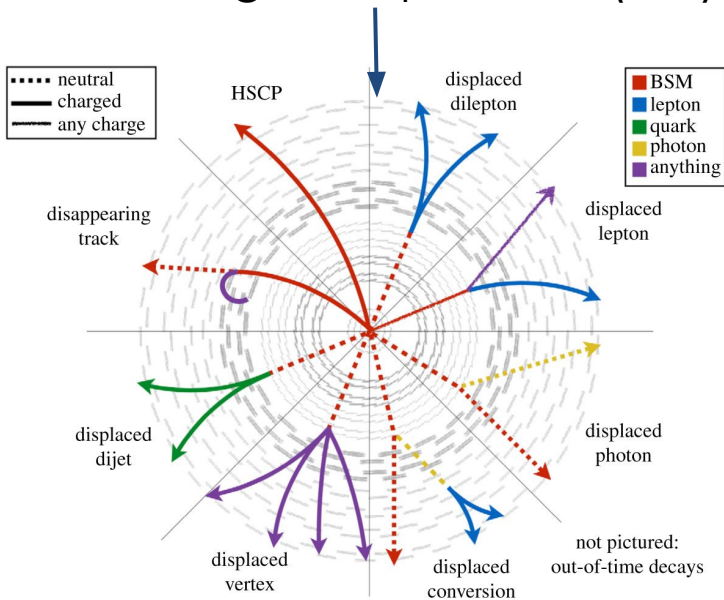 neutral
charged
any charge
HSCP
displaced
dilepton
BSM
lepton
quark
photon
anything
disappearing
track
displaced
lepton
displaced
dijet
displaced
photon
displaced
vertex
displaced
conversion
not pictured:
out-of-time decays